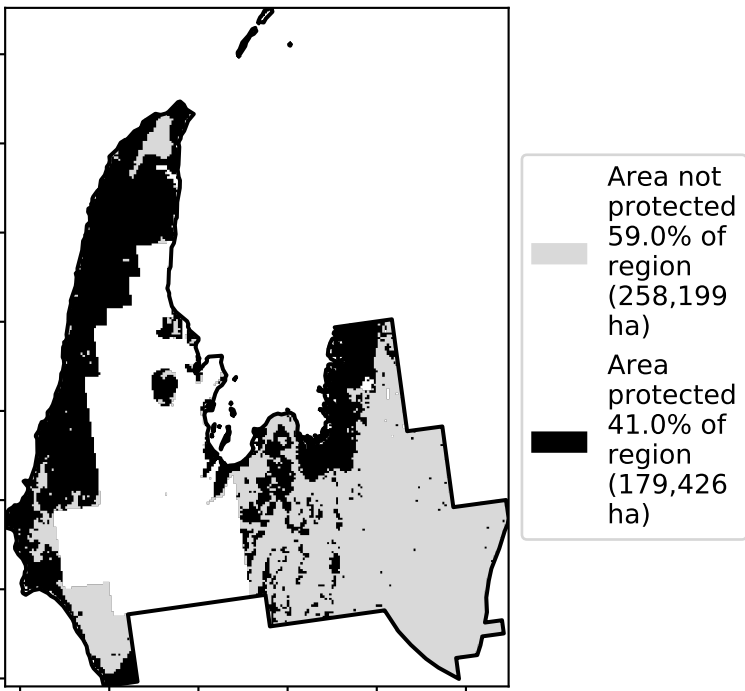 Area not
protected
59.0% of
region
(258,199
ha)
Area
protected
41.0% of
region
(179,426
ha)